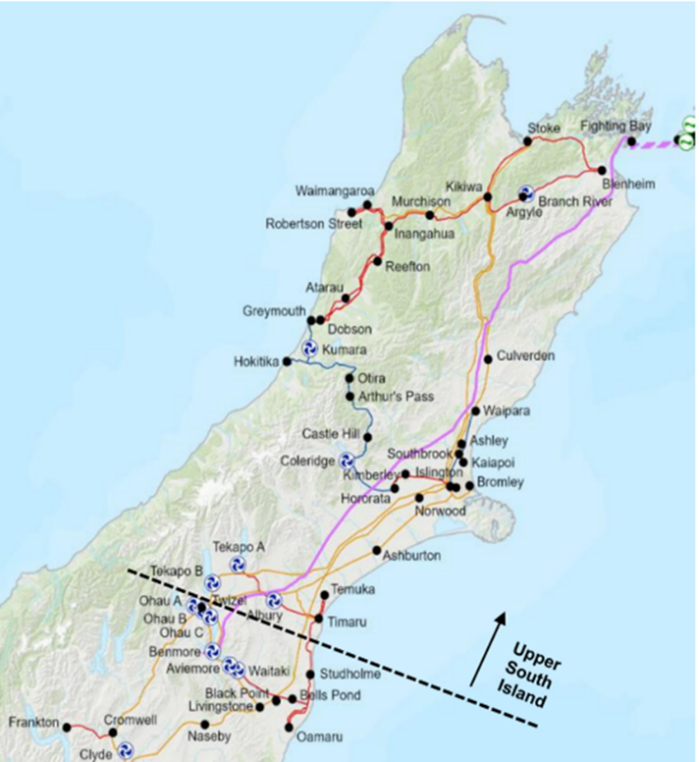 Stoke
Fighting Bay
Kikiwa
Blenheim
Waimangaroa
Murchison
Branch River
Argyle
Robertson Street
Inangahua
Reefton
Atarau
Greymouth
Dobson
Kumara
Hokitika
Culverden
Otira
Arthur's Pass
Waipara
Castle Hill
Ashley
Southbrook
Coleridge
Kaiapoi
Kimberley
Islington
Bromley
Hororata
Norwood
Tekapo A
Ashburton
Tekapo B
Temuka
Ohau A
Twizel
Albury
Ohau B
Timaru
Ohau C
Upper
South
Island
Benmore
Aviemore
Waitaki
Studholme
Black Point
Bells Pond
Livingstone
Frankton
Cromwell
Naseby
Oamaru
Clyde